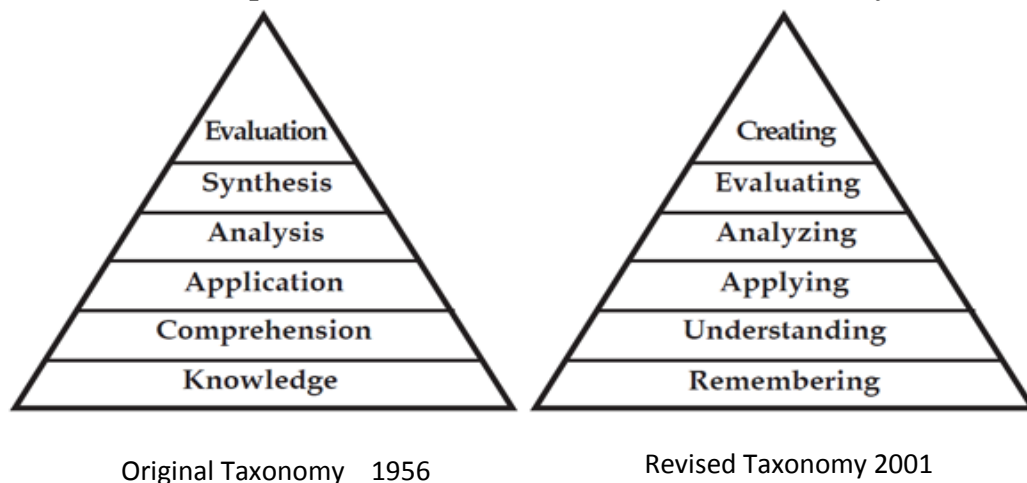 Evaluation
Synthesis
Analysis
Application
Comprehension
Knowledge
Original Taxonomy 1956
Creating
Evaluating
Analyzing
Applying
Understanding
Remembering
Revised Taxonomy 2001